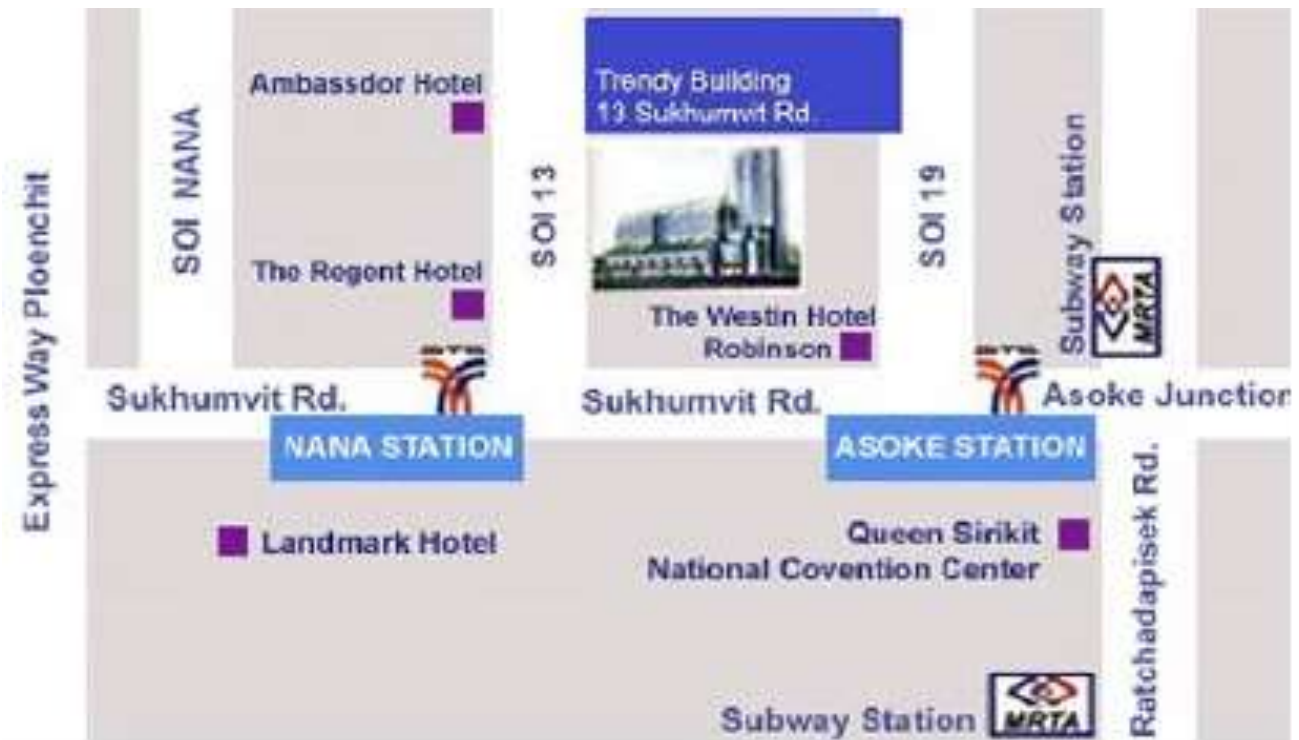 Ambassdor Hotel
Trendy Building
13 Sukhumvit Rd.
Express Way Ploenchit
SOI NANA
SOI 13
SOI 19
Subway Station
MRTA
The Regent Hotel
The Westin Hotel
Robinson
BTS
BTS
Sukhumvit Rd.
Sukhumvit Rd.
Asoke Junction
NANA STATION
ASOKE STATION
Landmark Hotel
Queen Sirikit
National Covention Center
Ratchadapisek Rd.
Subway Station
MRTA